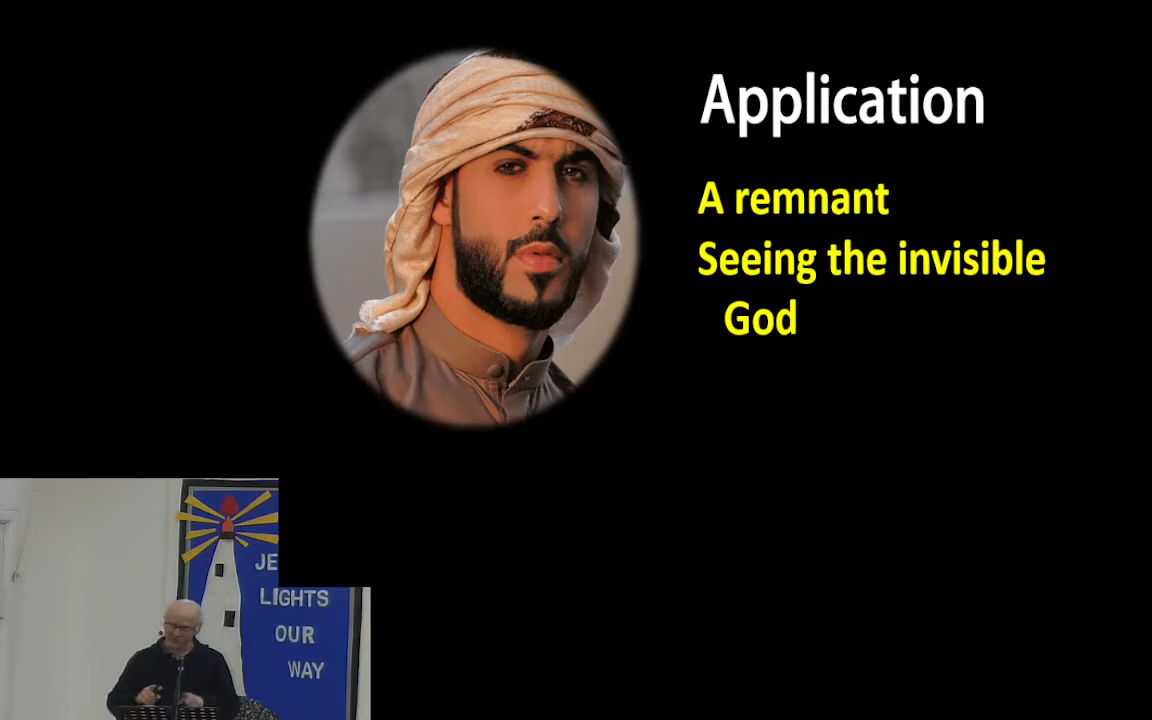 Application
A remnant
Seeing the invisible
God
JE
LIGHTS
OUR
WAY